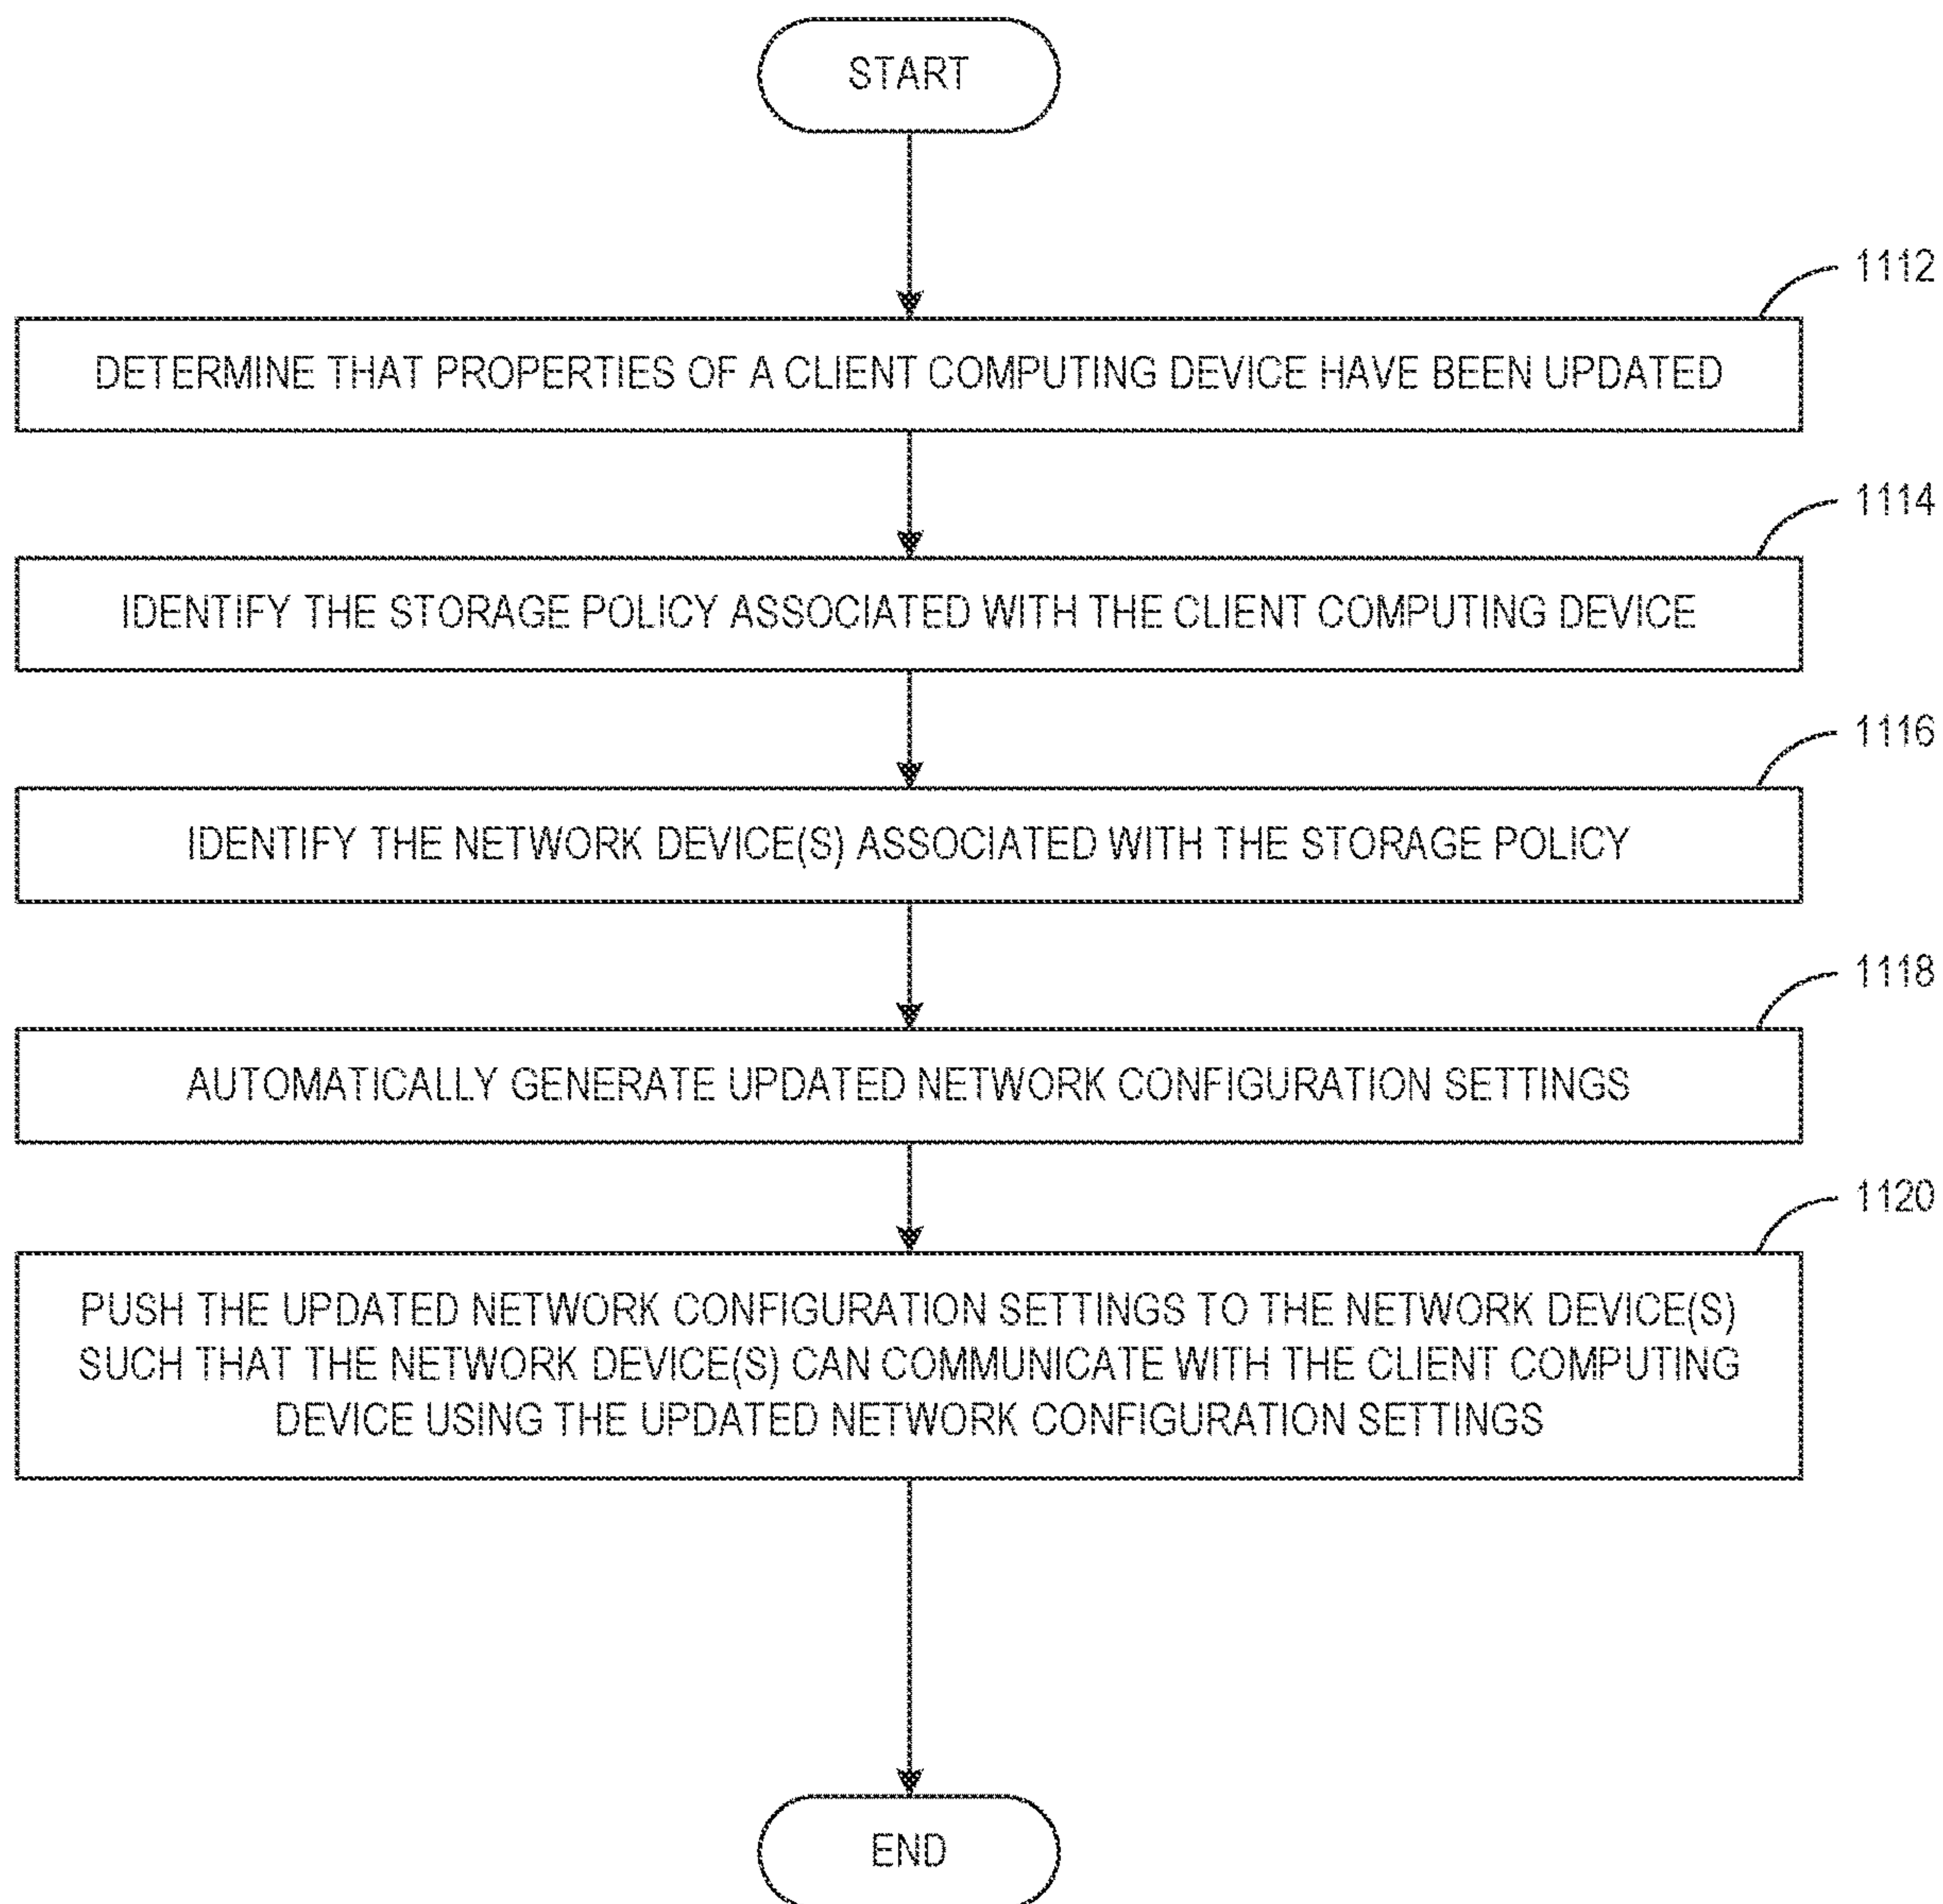 START
1112
DETERMINE THAT PROPERTIES OF A CLIENT COMPUTING DEVICE HAVE BEEN UPDATED
1114
IDENTIFY THE STORAGE POLICY ASSOCIATED WITH THE CLIENT COMPUTING DEVICE
1116
IDENTIFY THE NETWORK DEVICE(S) ASSOCIATED WITH THE STORAGE POLICY
1118
AUTOMATICALLY GENERATE UPDATED NETWORK CONFIGURATION SETTINGS
1120
PUSH THE UPDATED NETWORK CONFIGURATION SETTINGS TO THE NETWORK DEVICE(S)
SUCH THAT THE NETWORK DEVICE(S) CAN COMMUNICATE WITH THE CLIENT COMPUTING
DEVICE USING THE UPDATED NETWORK CONFIGURATION SETTINGS
END